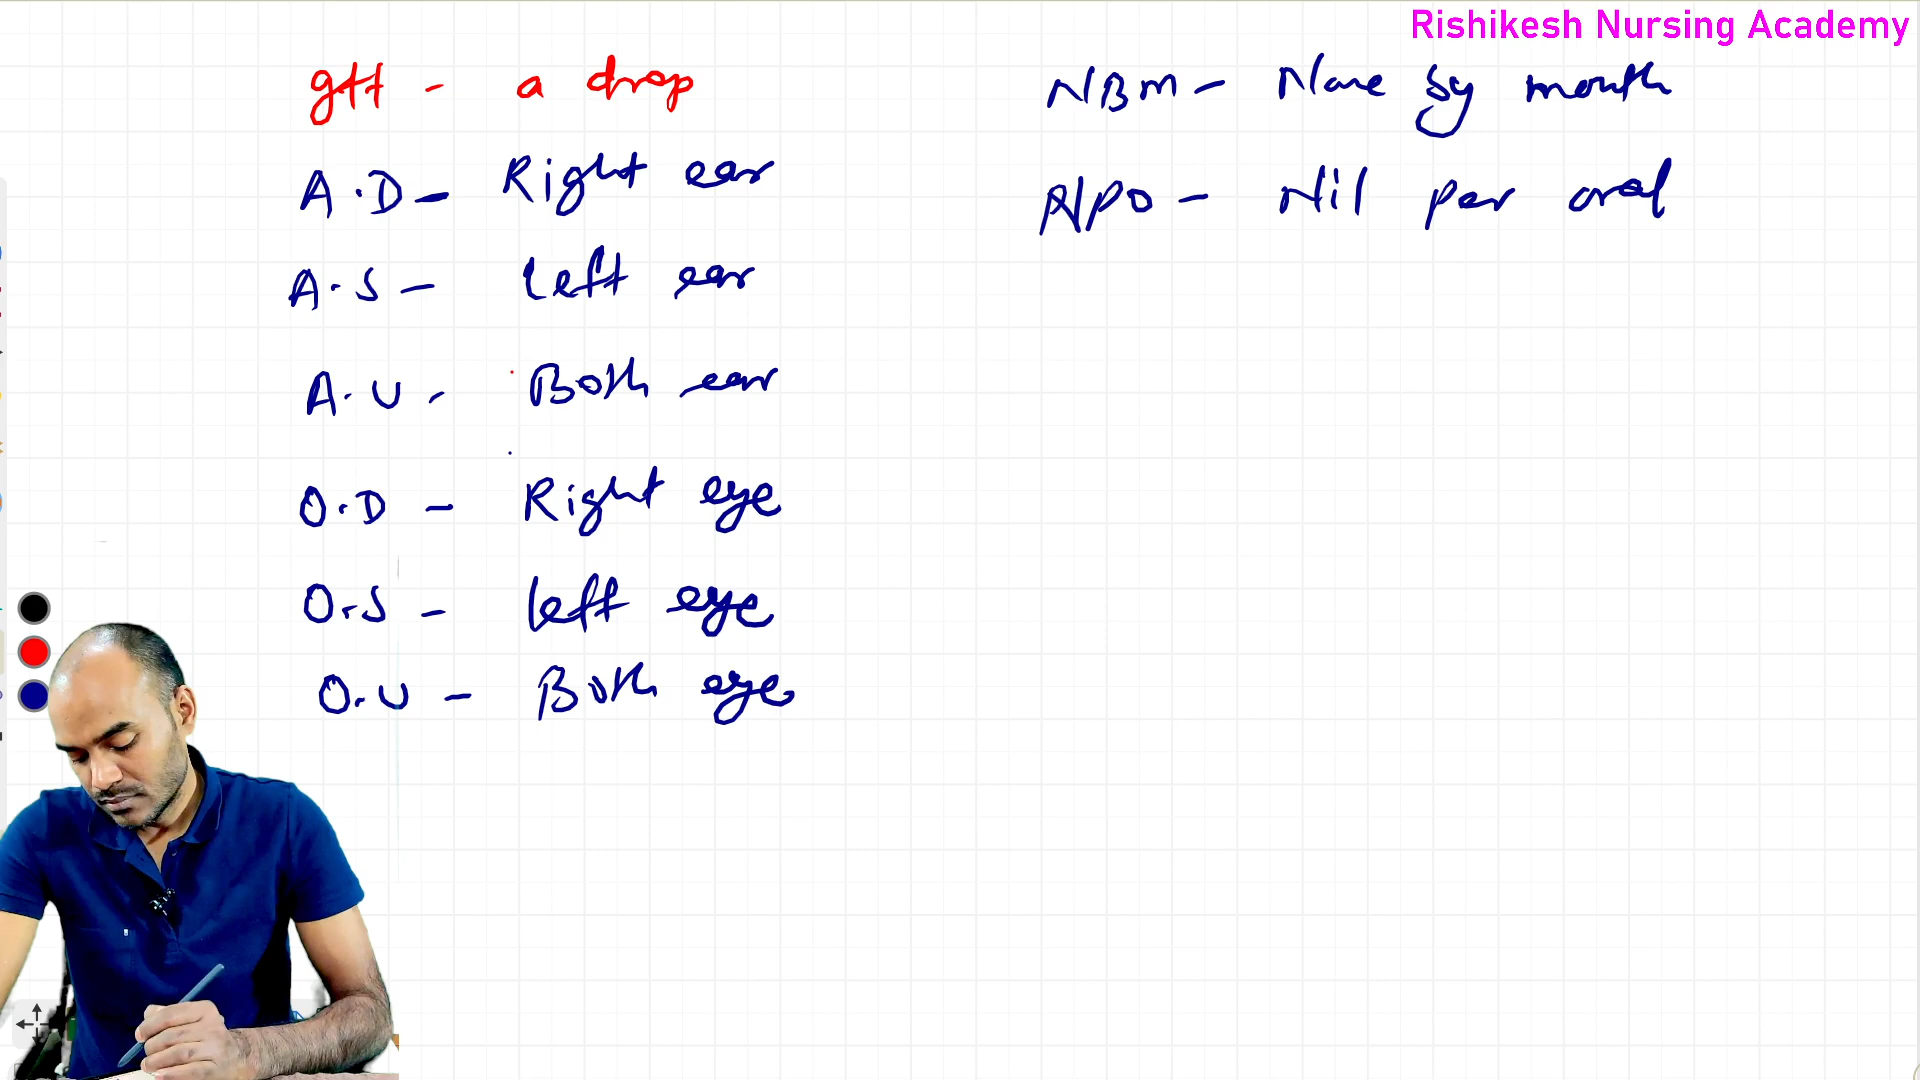 Rishikesh Nursing Academy
gtt - a drop
A.D - Right ear
A.S - Left ear
A.U - Both ear
O.D - Right eye
O.S - left eye
O.U - Both eye
NBM - None by mouth
NPO - Nil per oral